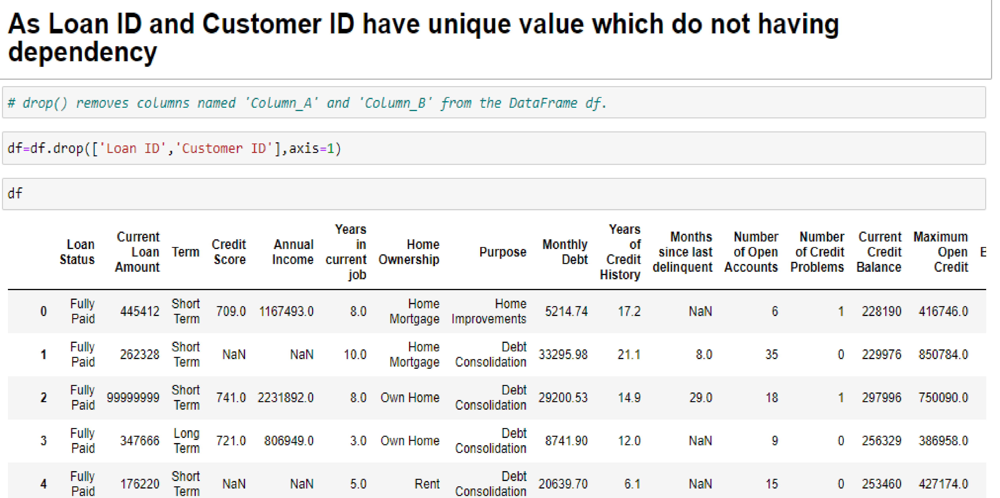 As Loan ID and Customer ID have unique value which do not having
dependency
# drop() removes columns named 'Column_A' and 'Column_B' from the DataFrame df.
df=df.drop(['Loan ID','Customer ID'],axis=1)
df
Loan Status Current Loan Amount Term Credit Score Annual Income Years in current job Home Ownership Purpose Monthly Debt Years of Credit History Months since last delinquent Number of Open Accounts Number of Credit Problems Current Credit Balance Maximum Open Credit
0 Fully Paid 445412 Short Term 709.0 1167493.0 8.0 Home Mortgage Home Improvements 5214.74 17.2 NaN 6 1 228190 416746.0
1 Fully Paid 262328 Short Term NaN NaN 10.0 Home Mortgage Debt Consolidation 33295.98 21.1 8.0 35 0 229976 850784.0
2 Fully Paid 99999999 Short Term 741.0 2231892.0 8.0 Own Home Debt Consolidation 29200.53 14.9 29.0 18 1 297996 750090.0
3 Fully Paid 347666 Long Term 721.0 806949.0 3.0 Own Home Debt Consolidation 8741.90 12.0 NaN 9 0 256329 386958.0
4 Fully Paid 176220 Short Term NaN NaN 5.0 Rent Debt Consolidation 20639.70 6.1 NaN 15 0 253460 427174.0